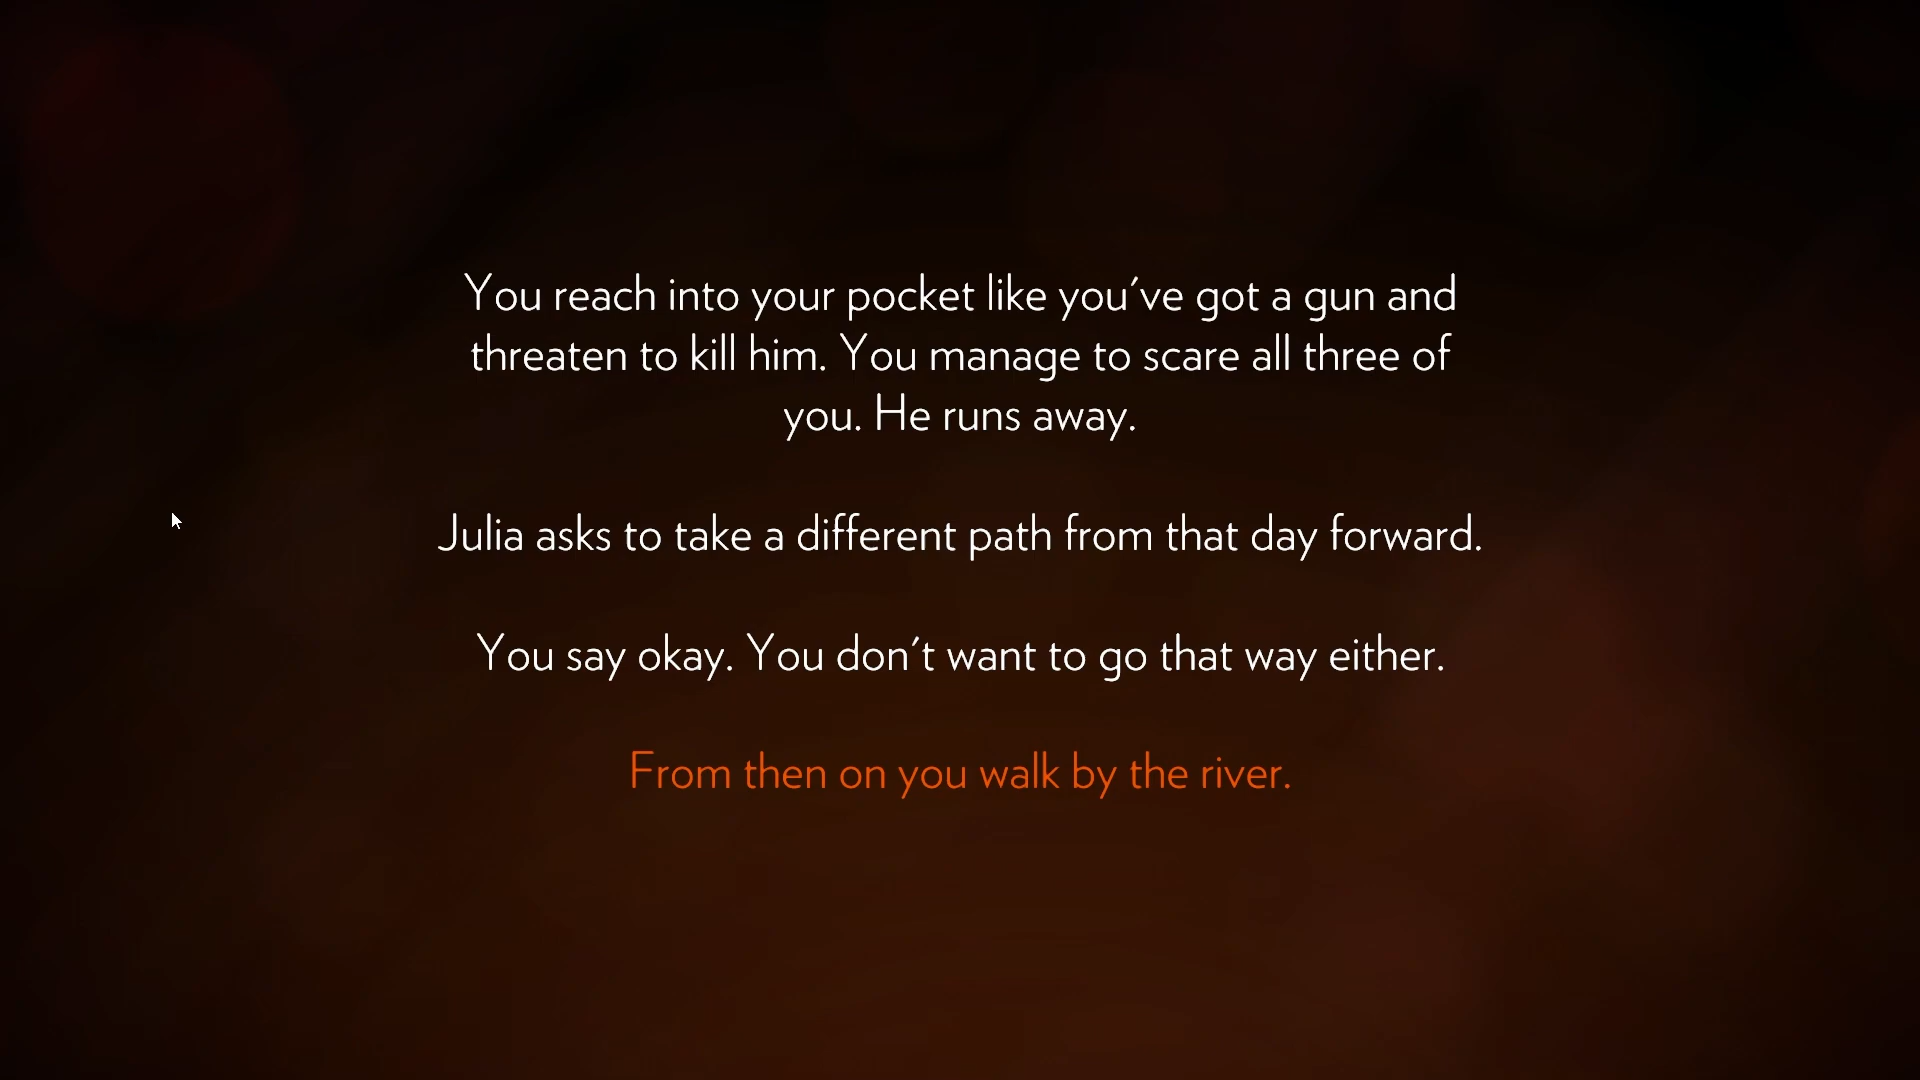 You reach into your pocket like you've got a gun and
threaten to kill him. You manage to scare all three of
you. He runs away.
Julia asks to take a different path from that day forward.
You say okay. You don't want to go that way either.
From then on you walk by the river.